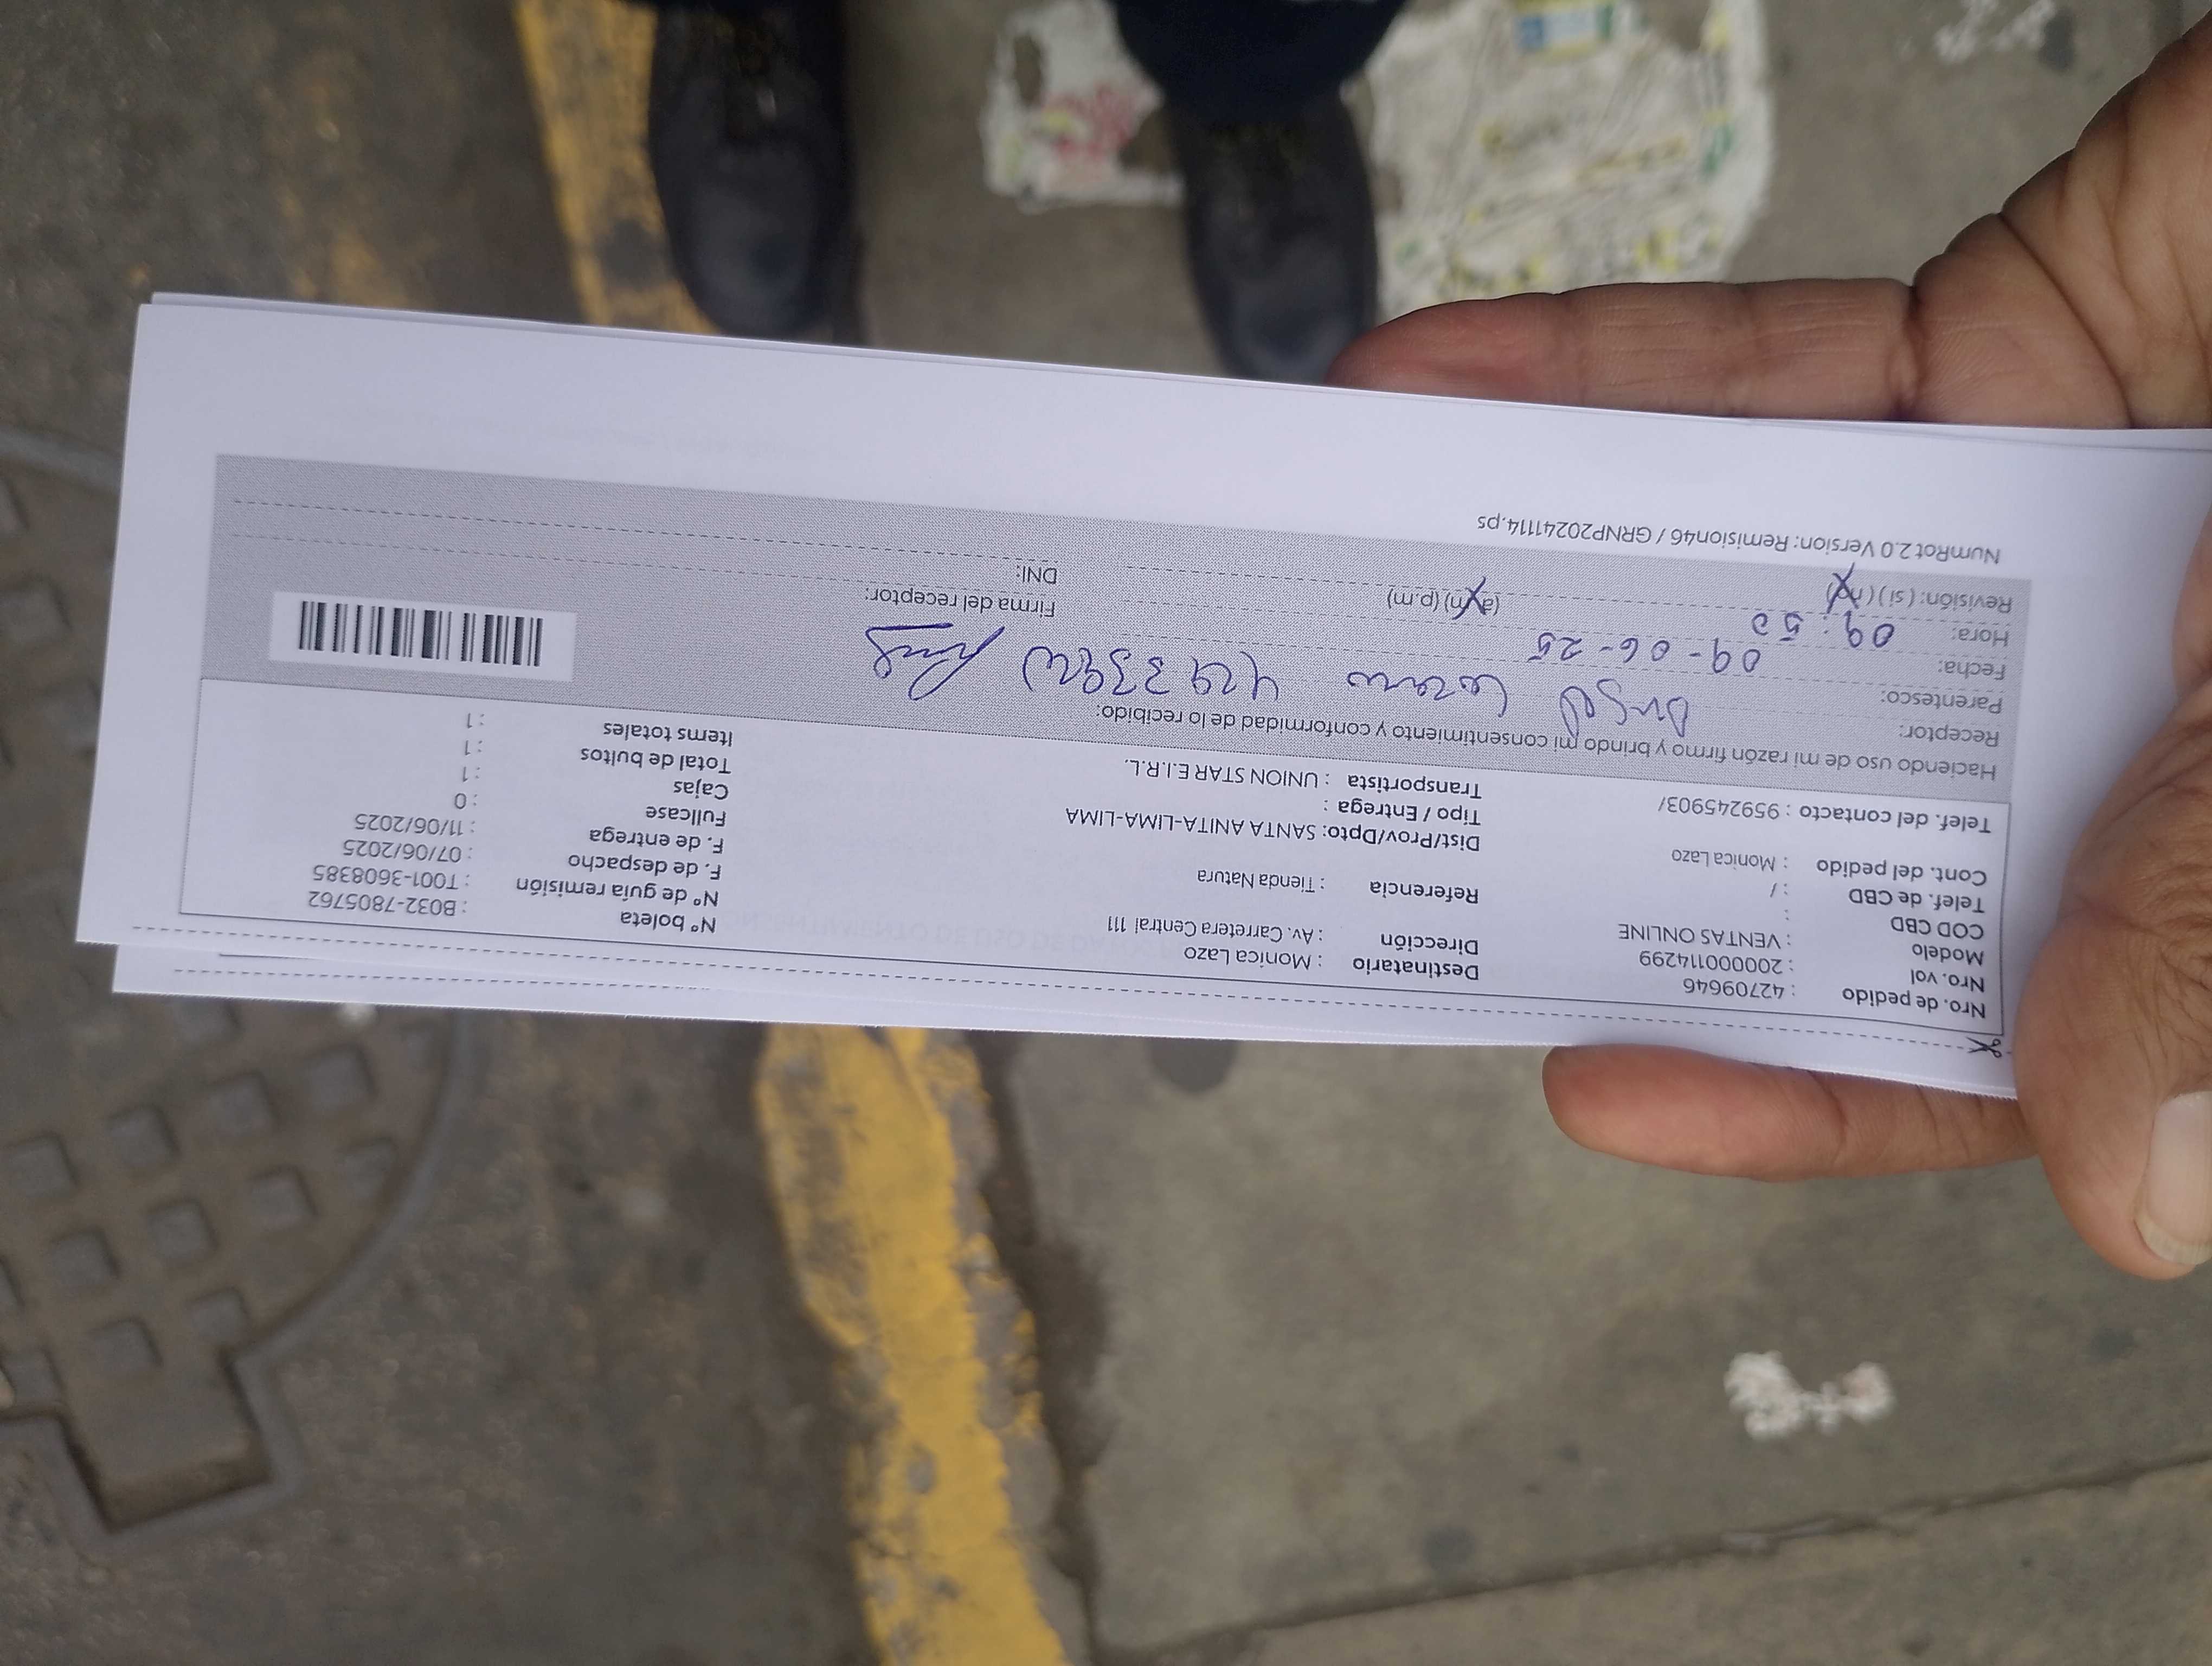 Nro. de pedido : 42709646
Nro. vol : 2000001142​99
Modelo : VENTAS ONLINE
COD CBD :
Telef. de CBD : /
Cont. del pedido : Monica Lazo
Telef. del contacto : 959245903/
Destinatario : Monica Lazo
Dirección : Av. Carretera Central 111
Referencia : Tienda Natura
Dist/Prov/Dpto: SANTA ANITA-LIMA-LIMA
Tipo / Entrega :
Transportista : UNION STAR E.I.R.L.
N° boleta : B032-7805762
N° de guía remisión : T001-3608385
F. de despacho : 07/06/2025
F. de entrega : 11/06/2025
Fullcase : 0
Cajas : 1
Total de bultos : 1
Items totales : 1
Haciendo uso de mi razón firmo y brindo mi consentimiento y conformidad de lo recibido:
Receptor: Angel
Parentesco:
Fecha: 09-06-25
Hora: 09:50 (a.m) (p.m)
Revisión: ( si ) ( no )
Firma del receptor:
DNI:
NumRot 2.0 Version: Remision46 / GRNP20241114.ps